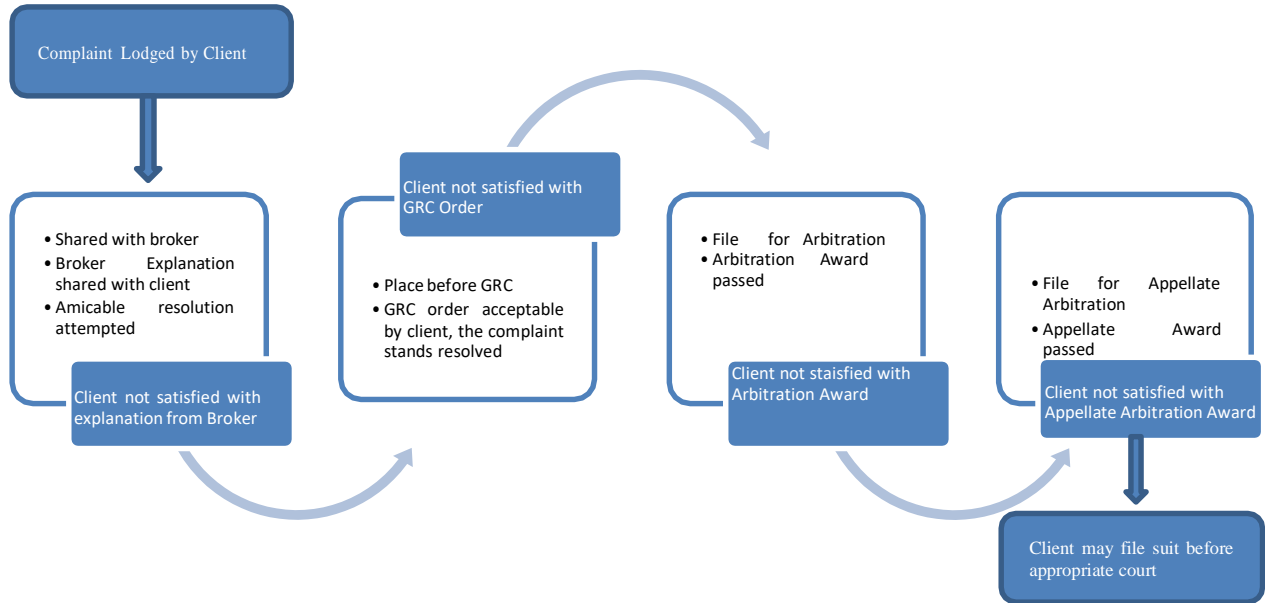 Complaint Lodged by Client
• Shared with broker
• Broker Explanation
shared with client
• Amicable resolution
attempted
Client not satisfied with
explanation from Broker
Client not satisfied with
GRC Order
• Place before GRC
• GRC order acceptable
by client, the complaint
stands resolved
• File for Arbitration
• Arbitration Award
passed
Client not staisfied with
Arbitration Award
• File for Appellate
Arbitration
• Appellate Award
passed
Client not satisfied with
Appellate Arbitration Award
Client may file suit before
appropriate court